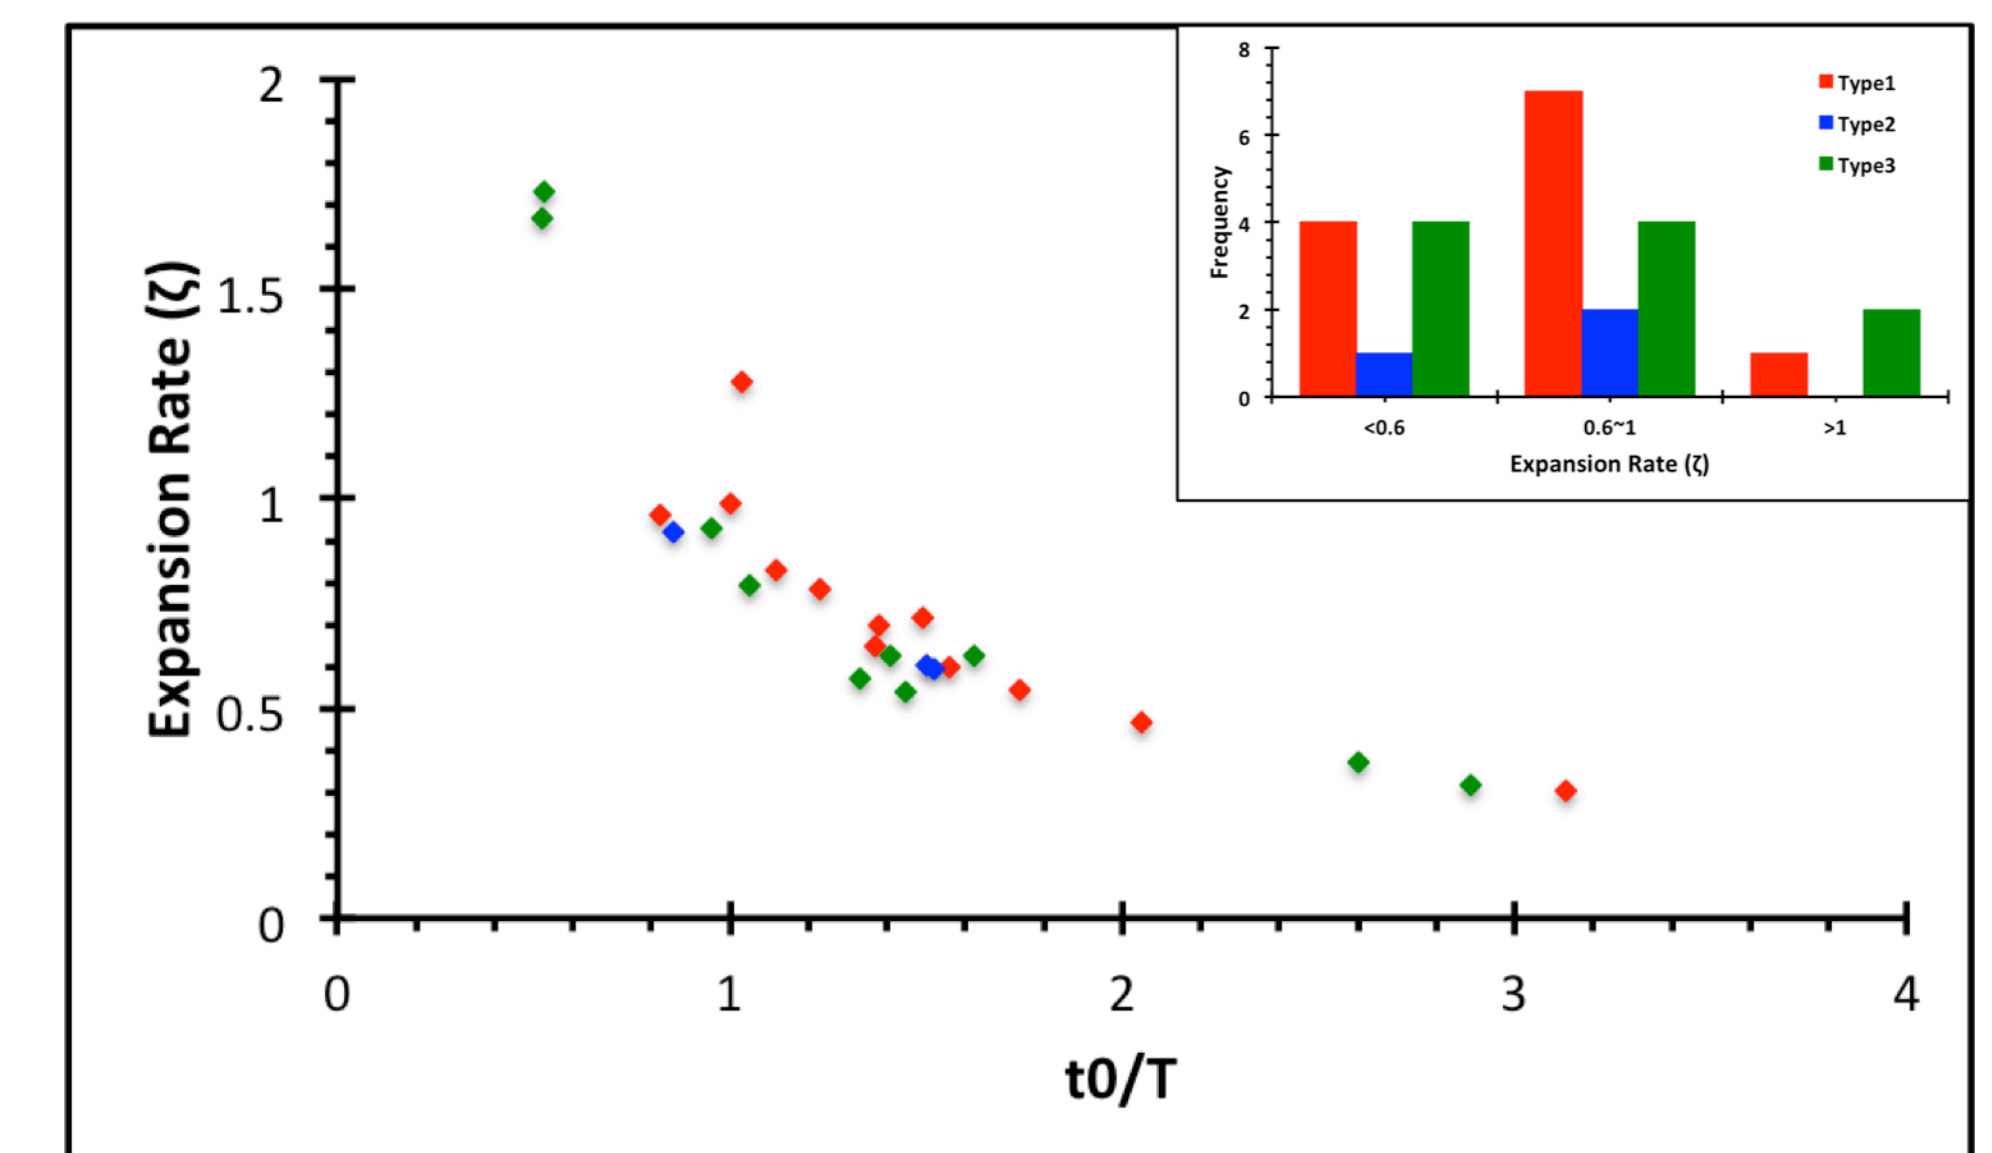 2
1.5
1
0.5
0
Expansion Rate (ζ)
0 1 2 3 4
t0/T
8
6
4
2
0
Frequency
Type1
Type2
Type3
<0.6 0.6~1 >1
Expansion Rate (ζ)